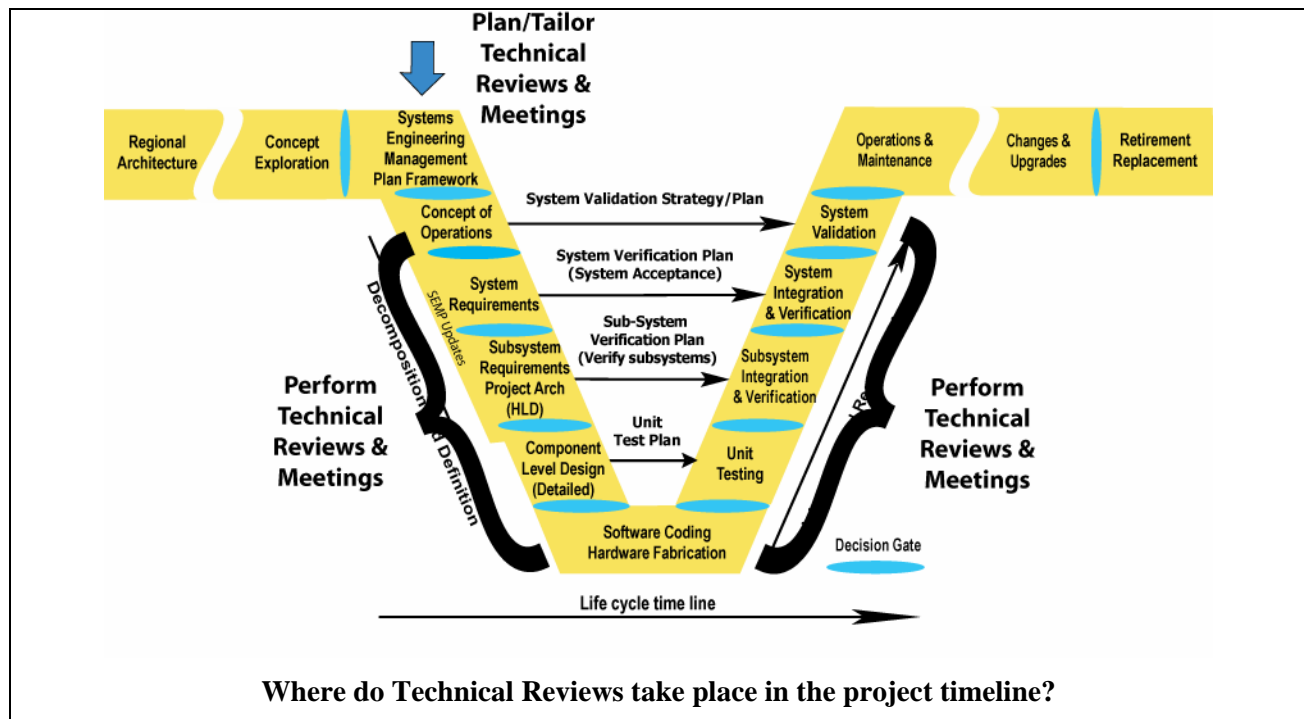 Plan/Tailor
Technical
Reviews &
Meetings
Regional
Architecture
Concept
Exploration
Systems
Engineering
Management
Plan Framework
Operations &
Maintenance
Changes &
Upgrades
Retirement
Replacement
Concept of
Operations
System Validation Strategy/Plan
System
Validation
System
Requirements
System Verification Plan
(System Acceptance)
System
Integration
& Verification
SEMP Updates
Subsystem
Requirements
Project Arch
(HLD)
Sub-System
Verification Plan
(Verify subsystems)
Subsystem
Integration
& Verification
Decomposition
Definition
Perform
Technical
Reviews &
Meetings
Perform
Technical
Reviews &
Meetings
Component
Level Design
(Detailed)
Unit
Test Plan
Unit
Testing
Software Coding
Hardware Fabrication
Decision Gate
Life cycle time line
Where do Technical Reviews take place in the project timeline?